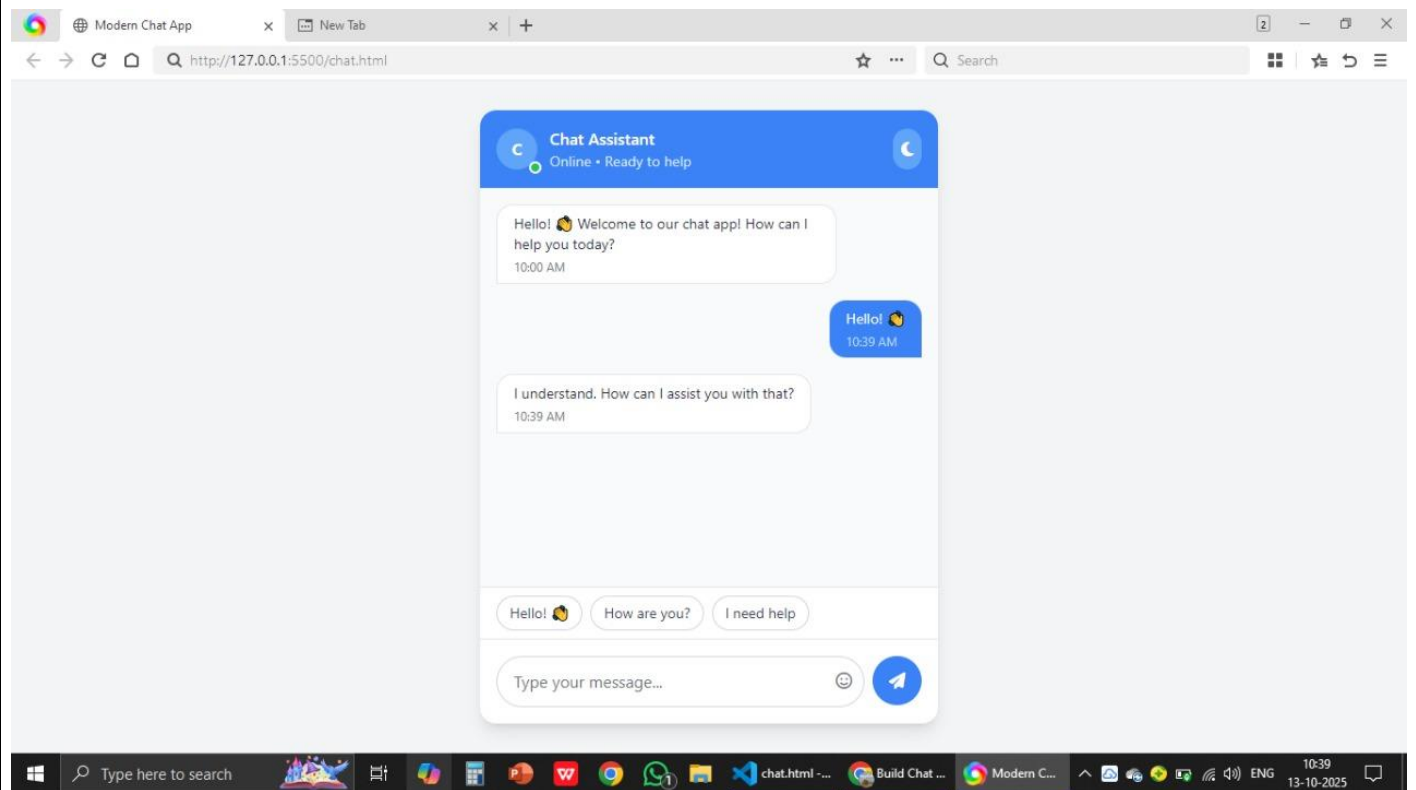 Modern Chat App
New Tab
2
http://127.0.0.1:5500/chat.html
Search
C
Chat Assistant
Online • Ready to help
Hello! 👋 Welcome to our chat app! How can I
help you today?
10:00 AM
Hello! 👋
10:39 AM
I understand. How can I assist you with that?
10:39 AM
Hello! 👋
How are you?
I need help
Type your message...
Type here to search
W
1
chat.html -...
Build Chat ...
Modern C...
ENG
10:39
13-10-2025